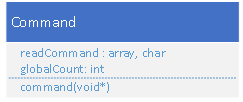 Command
readCommand : array, char
globalCount: int
command(void*)